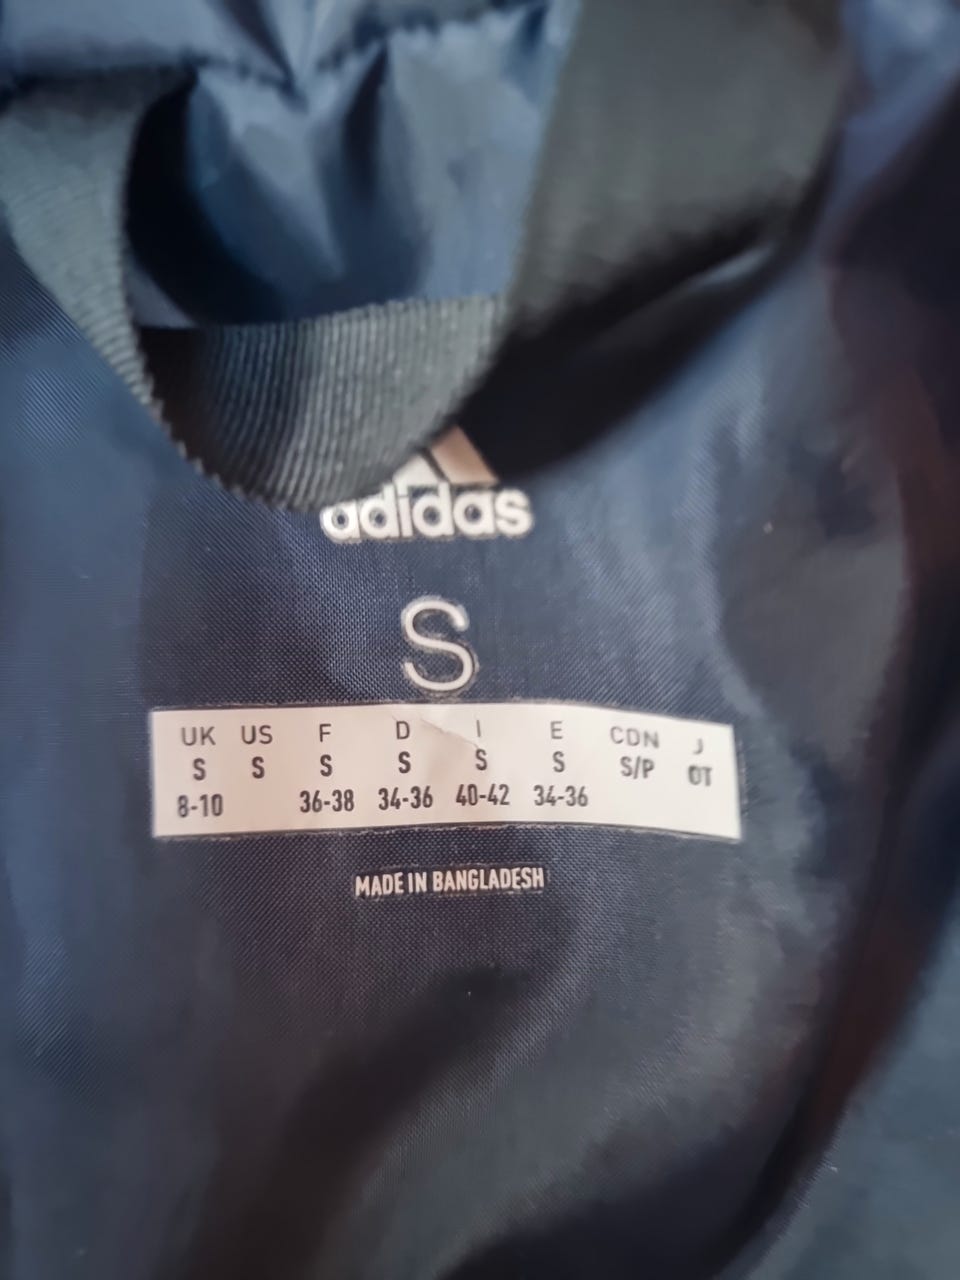 adidas
S
UK US F D I E CDN J
S S S S S S S/P OT
8-10 36-38 34-36 40-42 34-36
MADE IN BANGLADESH